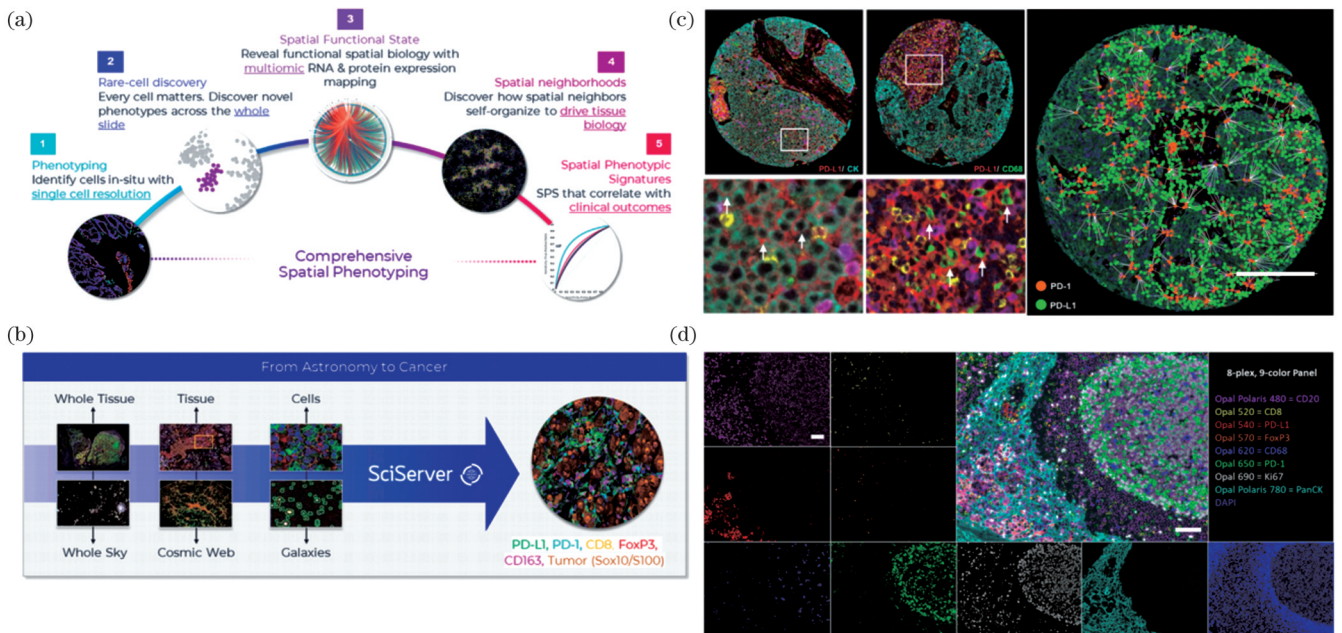 (a)
1
Phenotyping
Identify cells in-situ with
single cell resolution
2
Rare-cell discovery
Every cell matters. Discover novel
phenotypes across the whole
slide
3
Spatial Functional State
Reveal functional spatial biology with
multiomic RNA & protein expression
mapping
4
Spatial neighborhoods
Discover how spatial neighbors
self-organize to drive tissue
biology
5
Spatial Phenotypic
Signatures
SPS that correlate with
clinical outcomes
Comprehensive
Spatial Phenotyping
(b)
From Astronomy to Cancer
Whole Tissue
Tissue
Cells
SciServer
Whole Sky
Cosmic Web
Galaxies
PD-L1, PD-1, CD8, FoxP3,
CD163, Tumor (Sox10/S100)
(c)
PD-L1/ CK
PD-L1/ CD68
PD-1
PD-L1
(d)
8-plex, 9-color Panel
Opal Polaris 480 = CD20
Opal 520 = CD8
Opal 540 = PD-L1
Opal 570 = FoxP3
Opal 620 = CD68
Opal 650 = PD-1
Opal 690 = Ki67
Opal Polaris 780 = PanCK
DAPI